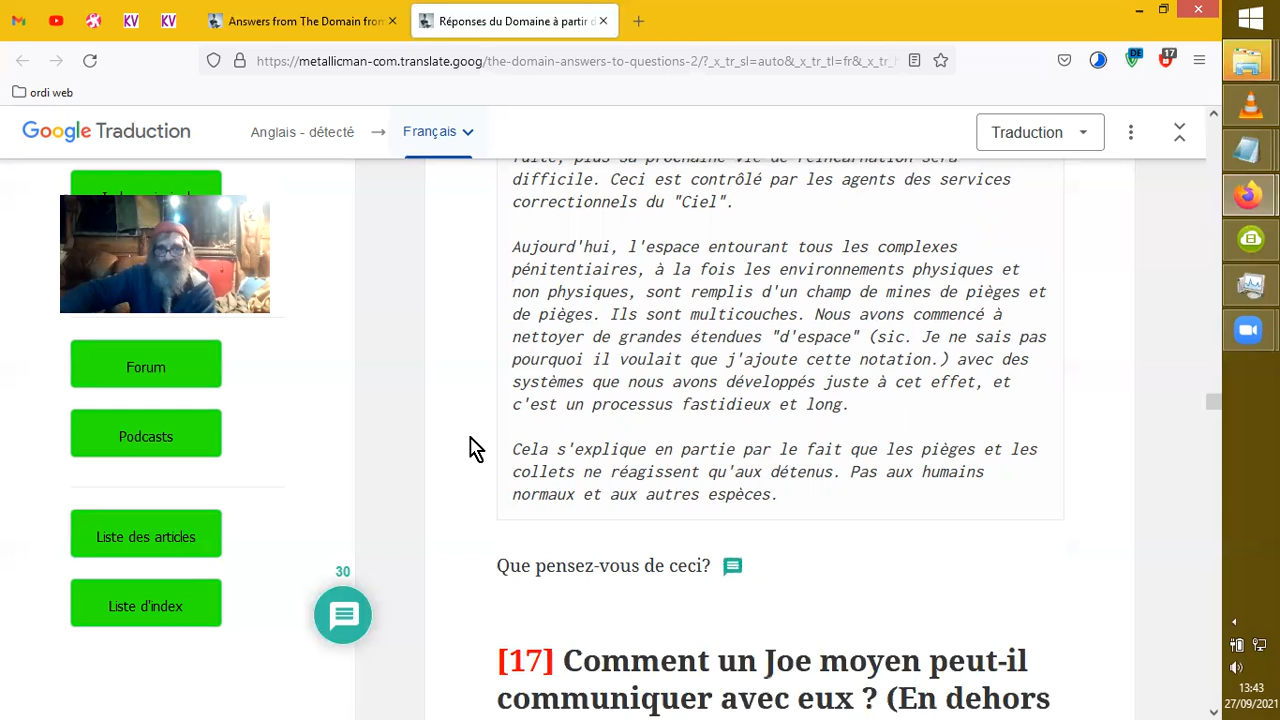 Answers from The Domain fron
Réponses du Domaine à partir d
https://metallicman-com.translate.goog/the-domain-answers-to-questions-2/?_x_tr_sl=auto&_x_tr_tl=fr&_x_tr_h
DE
17
ordi web
Google Traduction
Anglais - détecté
Français
Traduction
difficile. Ceci est contrôlé par les agents des services
correctionnels du "Ciel".
Aujourd'hui, l'espace entourant tous les complexes
pénitentiaires, à la fois les environnements physiques et
non physiques, sont remplis d'un champ de mines de pièges et
de pièges. Ils sont multicouches. Nous avons commencé à
nettoyer de grandes étendues "d'espace" (sic. Je ne sais pas
pourquoi il voulait que j'ajoute cette notation.) avec des
systèmes que nous avons développés juste à cet effet, et
c'est un processus fastidieux et long.
Cela s'explique en partie par le fait que les pièges et les
collets ne réagissent qu'aux détenus. Pas aux humains
normaux et aux autres espèces.
Que pensez-vous de ceci?
[17] Comment un Joe moyen peut-il
communiquer avec eux ? (En dehors
Forum
Podcasts
Liste des articles
Liste d'index
30
13:43
27/09/2021